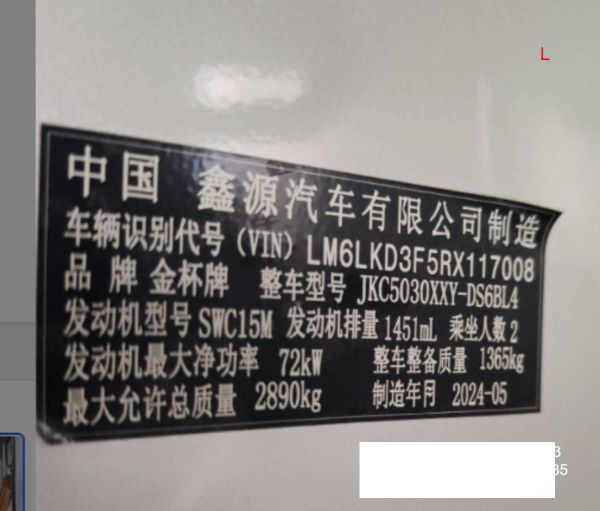 L
中国 鑫源汽车有限公司制造
车辆识别代号(VIN) LM6LKD3F5RX117008
品 牌 金杯牌 整车型号 JKC5030XXY-DS6BL4
发动机型号 SWC15M 发动机排量 1451mL 乘坐人数 2
发动机最大净功率 72kW 整车整备质量 1365kg
最大允许总质量 2890kg 制造年月 2024-05
3
35